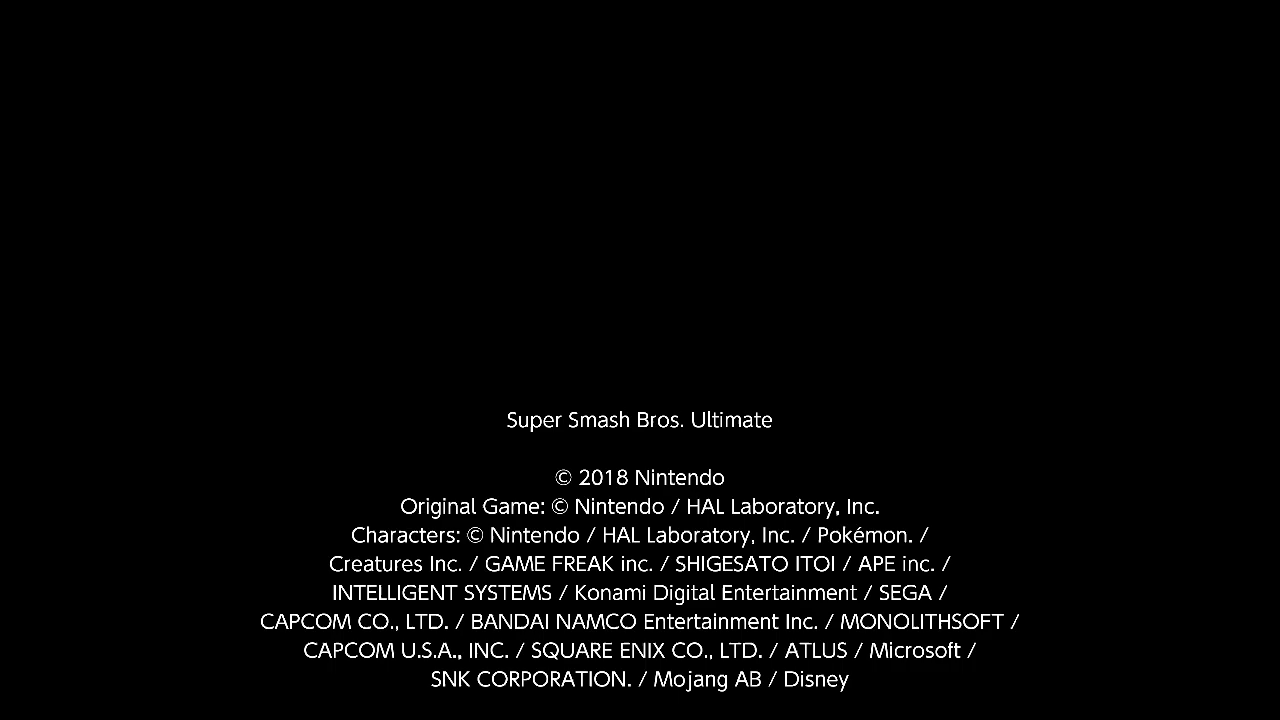 Super Smash Bros. Ultimate
© 2018 Nintendo
Original Game: © Nintendo / HAL Laboratory, Inc.
Characters: © Nintendo / HAL Laboratory, Inc. / Pokémon. /
Creatures Inc. / GAME FREAK inc. / SHIGESATO ITOI / APE inc. /
INTELLIGENT SYSTEMS / Konami Digital Entertainment / SEGA /
CAPCOM CO., LTD. / BANDAI NAMCO Entertainment Inc. / MONOLITHSOFT /
CAPCOM U.S.A., INC. / SQUARE ENIX CO., LTD. / ATLUS / Microsoft /
SNK CORPORATION. / Mojang AB / Disney